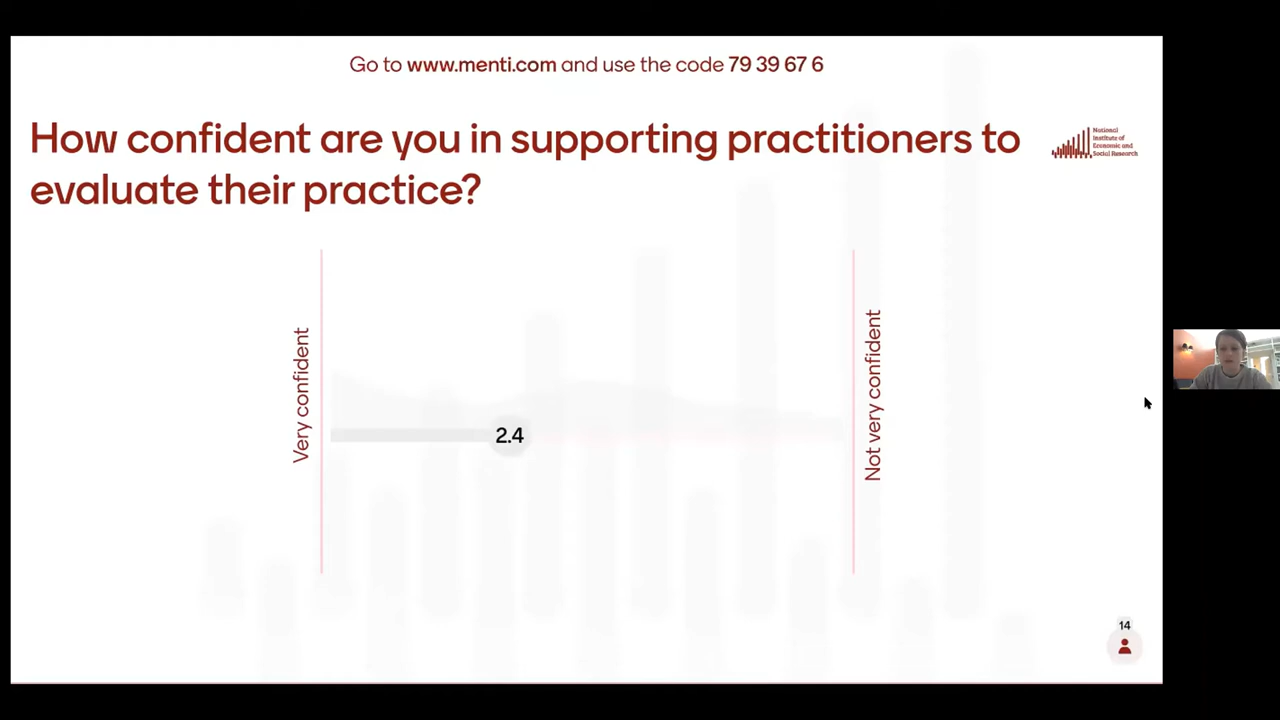 Go to www.menti.com and use the code 79 39 67 6
How confident are you in supporting practitioners to
evaluate their practice?
National
Institute of
Economic and
Social Research
Very confident
2.4
Not very confident
14